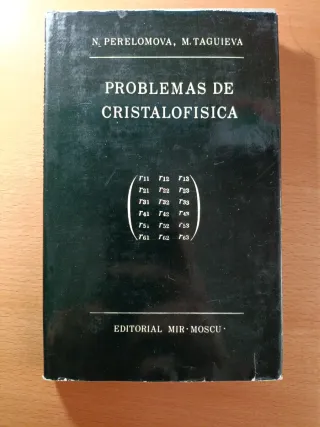 N. PERELOMOVA, M. TAGUIEVA
PROBLEMAS DE
CRISTALOFISICA
r11 r12 r13
r21 r22 r23
r31 r32 r33
r41 r42 r43
r51 r52 r53
r61 r62 r63
EDITORIAL MIR·MOSCU·